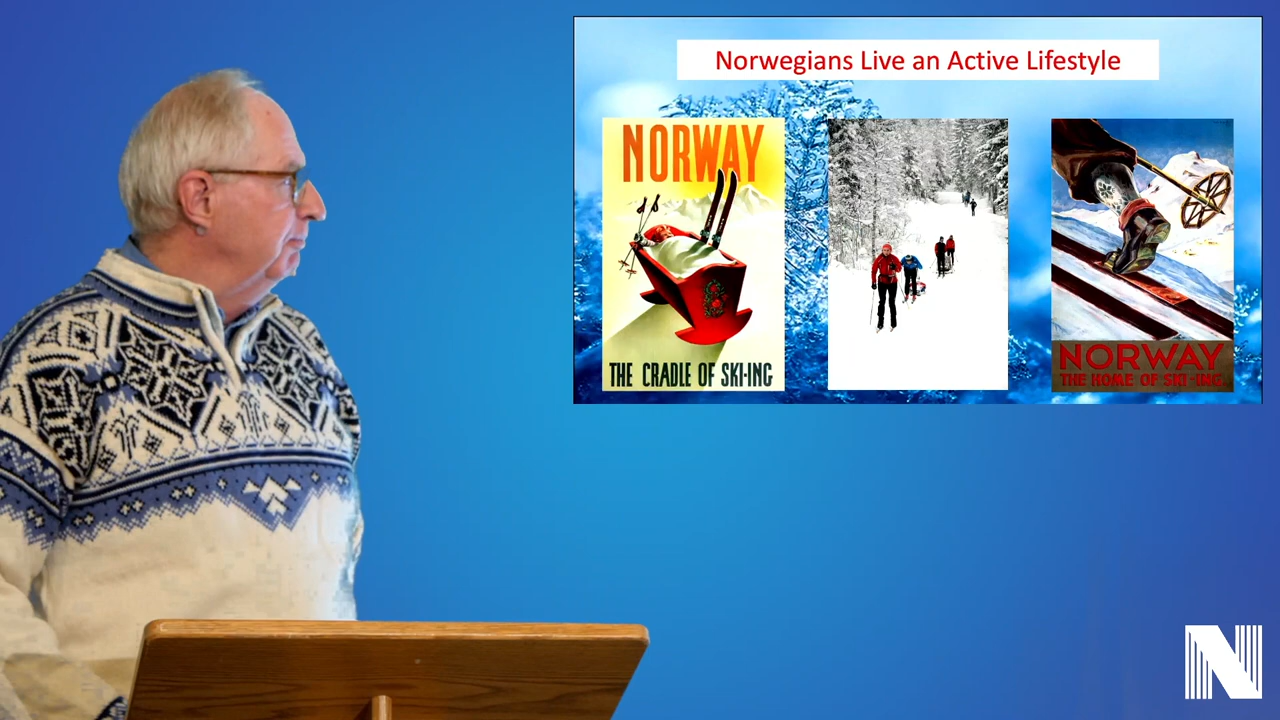 Norwegians Live an Active Lifestyle
NORWAY
THE CRADLE OF SKI-ING
NORWAY
THE HOME OF SKI-ING
N